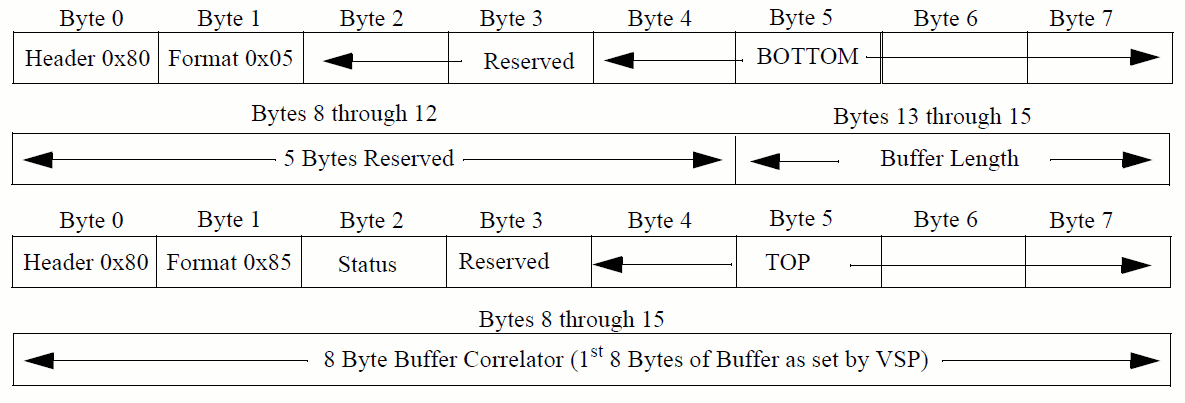 Byte 0 Byte 1 Byte 2 Byte 3 Byte 4 Byte 5 Byte 6 Byte 7
Header 0x80 Format 0x05 Reserved BOTTOM
Bytes 8 through 12 Bytes 13 through 15
5 Bytes Reserved Buffer Length
Byte 0 Byte 1 Byte 2 Byte 3 Byte 4 Byte 5 Byte 6 Byte 7
Header 0x80 Format 0x85 Status Reserved TOP
Bytes 8 through 15
8 Byte Buffer Correlator (1st 8 Bytes of Buffer as set by VSP)